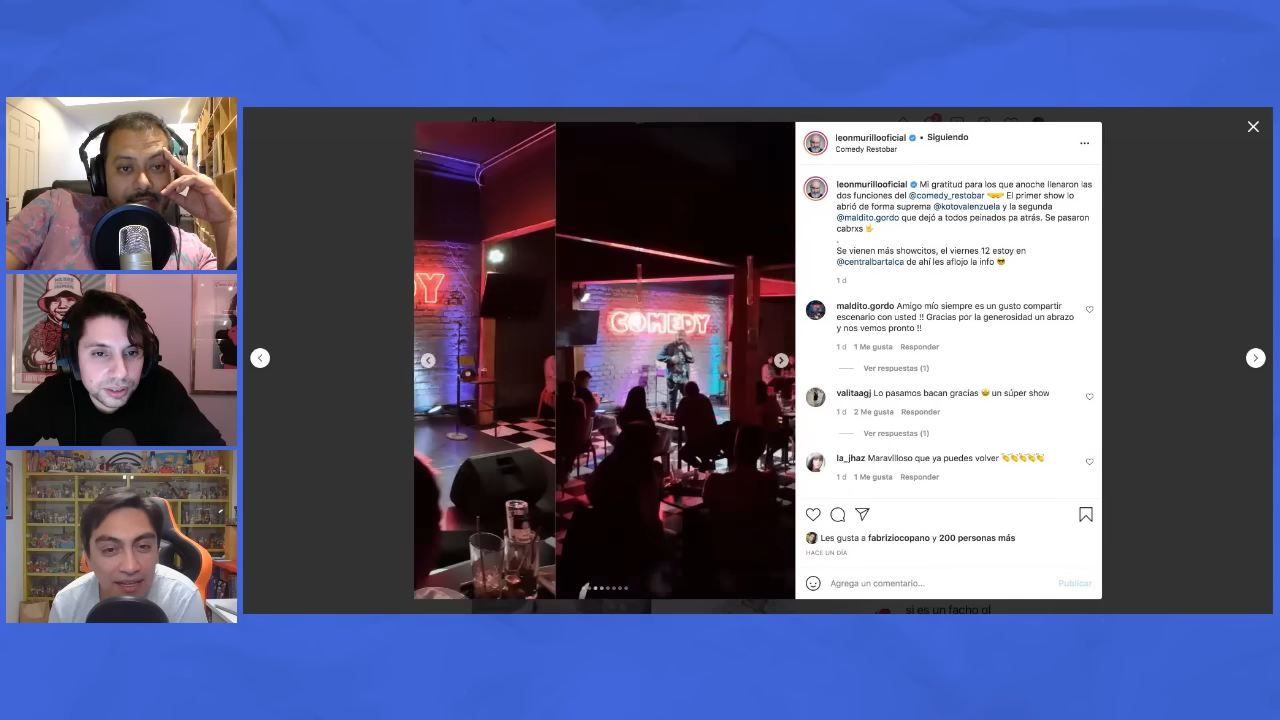 leonmurillooficial • Siguiendo
Comedy Restobar
leonmurillooficial Mi gratitud para los que anoche llenaron las
dos funciones del @comedy_restobar El primer show lo
abrió de forma suprema @kotovalenzuela y la segunda
@maldito.gordo que dejó a todos peinados pa atrás. Se pasaron
cabrxs
.
Se vienen más showcitos, el viernes 12 estoy en
@centralbartalca de ahí les aflojo la info
1 d
maldito.gordo Amigo mío siempre es un gusto compartir
escenario con usted !! Gracias por la generosidad un abrazo
y nos vemos pronto !!
1 d 1 Me gusta Responder
Ver respuestas (1)
valitaagj Lo pasamos bacan gracias un súper show
1 d 2 Me gusta Responder
Ver respuestas (1)
la_jhaz Maravilloso que ya puedes volver
1 d 1 Me gusta Responder
Les gusta a fabriziocopano y 200 personas más
HACE UN DÍA
Agrega un comentario...
Publicar
DY
COMEDY
si es un facho ql